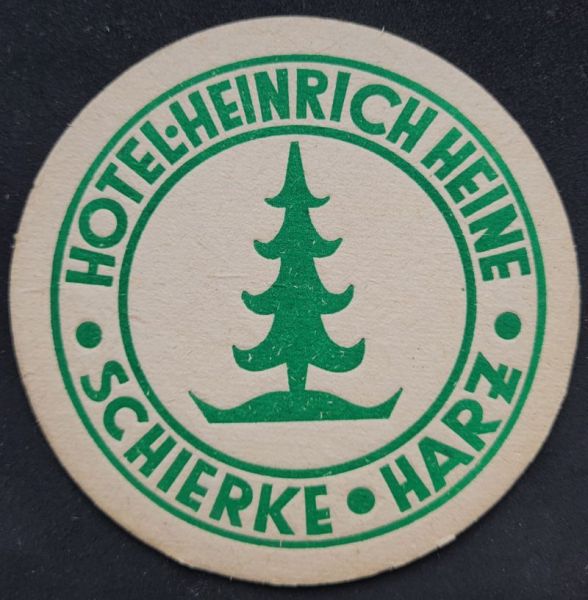 HOTEL·HEINRICH HEINE
• SCHIERKE • HARZ •